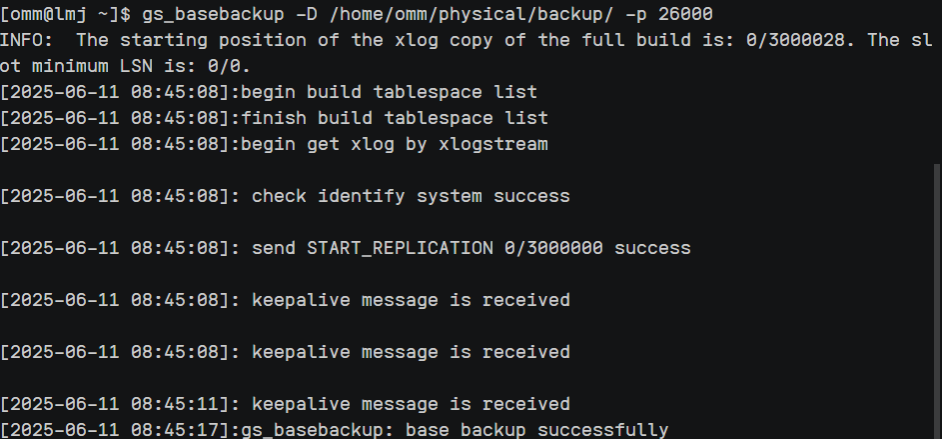 [omm@lmj ~]$ gs_basebackup -D /home/omm/physical/backup/ -p 26000
INFO:  The starting position of the xlog copy of the full build is: 0/3000028. The sl
ot minimum LSN is: 0/0.
[2025-06-11 08:45:08]:begin build tablespace list
[2025-06-11 08:45:08]:finish build tablespace list
[2025-06-11 08:45:08]:begin get xlog by xlogstream
[2025-06-11 08:45:08]: check identify system success
[2025-06-11 08:45:08]: send START_REPLICATION 0/3000000 success
[2025-06-11 08:45:08]: keepalive message is received
[2025-06-11 08:45:08]: keepalive message is received
[2025-06-11 08:45:11]: keepalive message is received
[2025-06-11 08:45:17]:gs_basebackup: base backup successfully